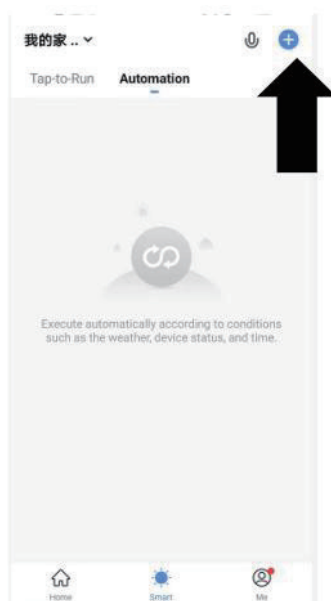 我的家 ..
Tap-to-Run Automation
Execute automatically according to conditions
such as the weather, device status, and time.
Home Smart Me